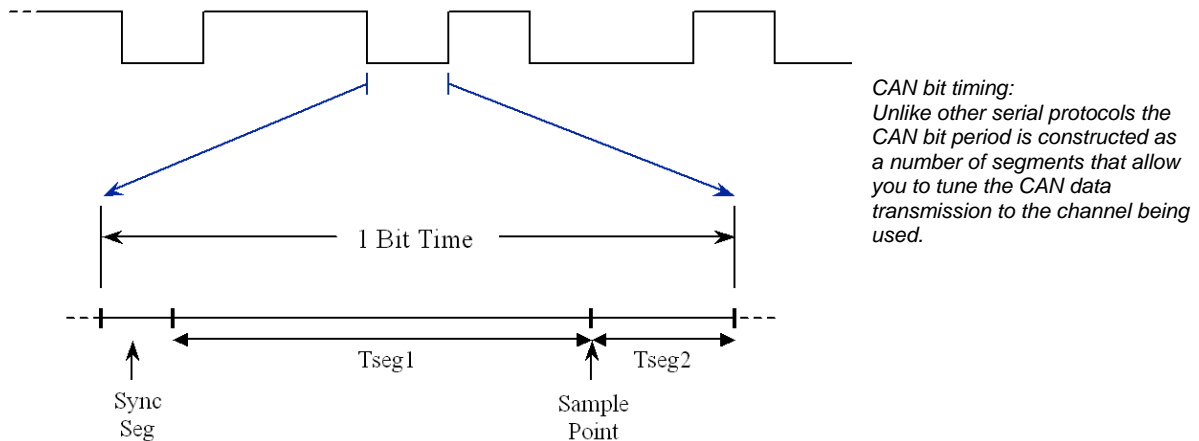 CAN bit timing:
Unlike other serial protocols the
CAN bit period is constructed as
a number of segments that allow
you to tune the CAN data
transmission to the channel being
used.
1 Bit Time
Tseg1
Tseg2
Sync
Seg
Sample
Point